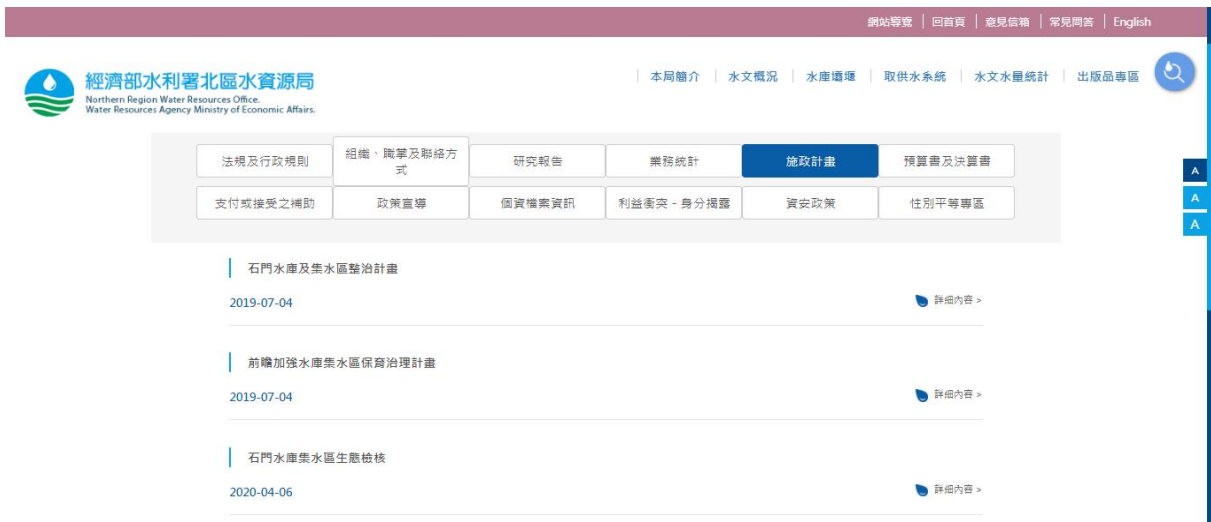 網站導覽 | 回首頁 | 意見信箱 | 常見問答 | English
經濟部水利署北區水資源局
Northern Region Water Resources Office.
Water Resources Agency Ministry of Economic Affairs.
本局簡介 | 水文概況 | 水庫壩堰 | 取供水系統 | 水文水量統計 | 出版品專區
法規及行政規則
組織、職掌及聯絡方式
研究報告
業務統計
施政計畫
預算書及決算書
支付或接受之補助
政策宣導
個資檔案資訊
利益衝突-身分揭露
資安政策
性別平等專區
A
A
A
石門水庫及集水區整治計畫
2019-07-04
詳細內容 >
前瞻加強水庫集水區保育治理計畫
2019-07-04
詳細內容 >
石門水庫集水區生態檢核
2020-04-06
詳細內容 >